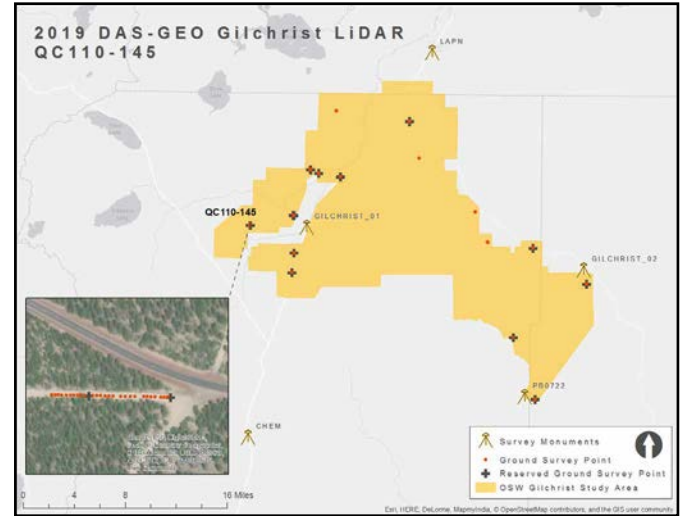 2019 DAS-GEO Gilchrist LiDAR
QC110-145
LAPN
QC110-145
GILCHRIST_01
GILCHRIST_02
PB0722
CHEM
Survey Monuments
Ground Survey Point
Reserved Ground Survey Point
OSW Gilchrist Study Area
0 4 8 16 Miles
Esri, HERE, DeLorme, MapmyIndia, © OpenStreetMap contributors, and the GIS user community